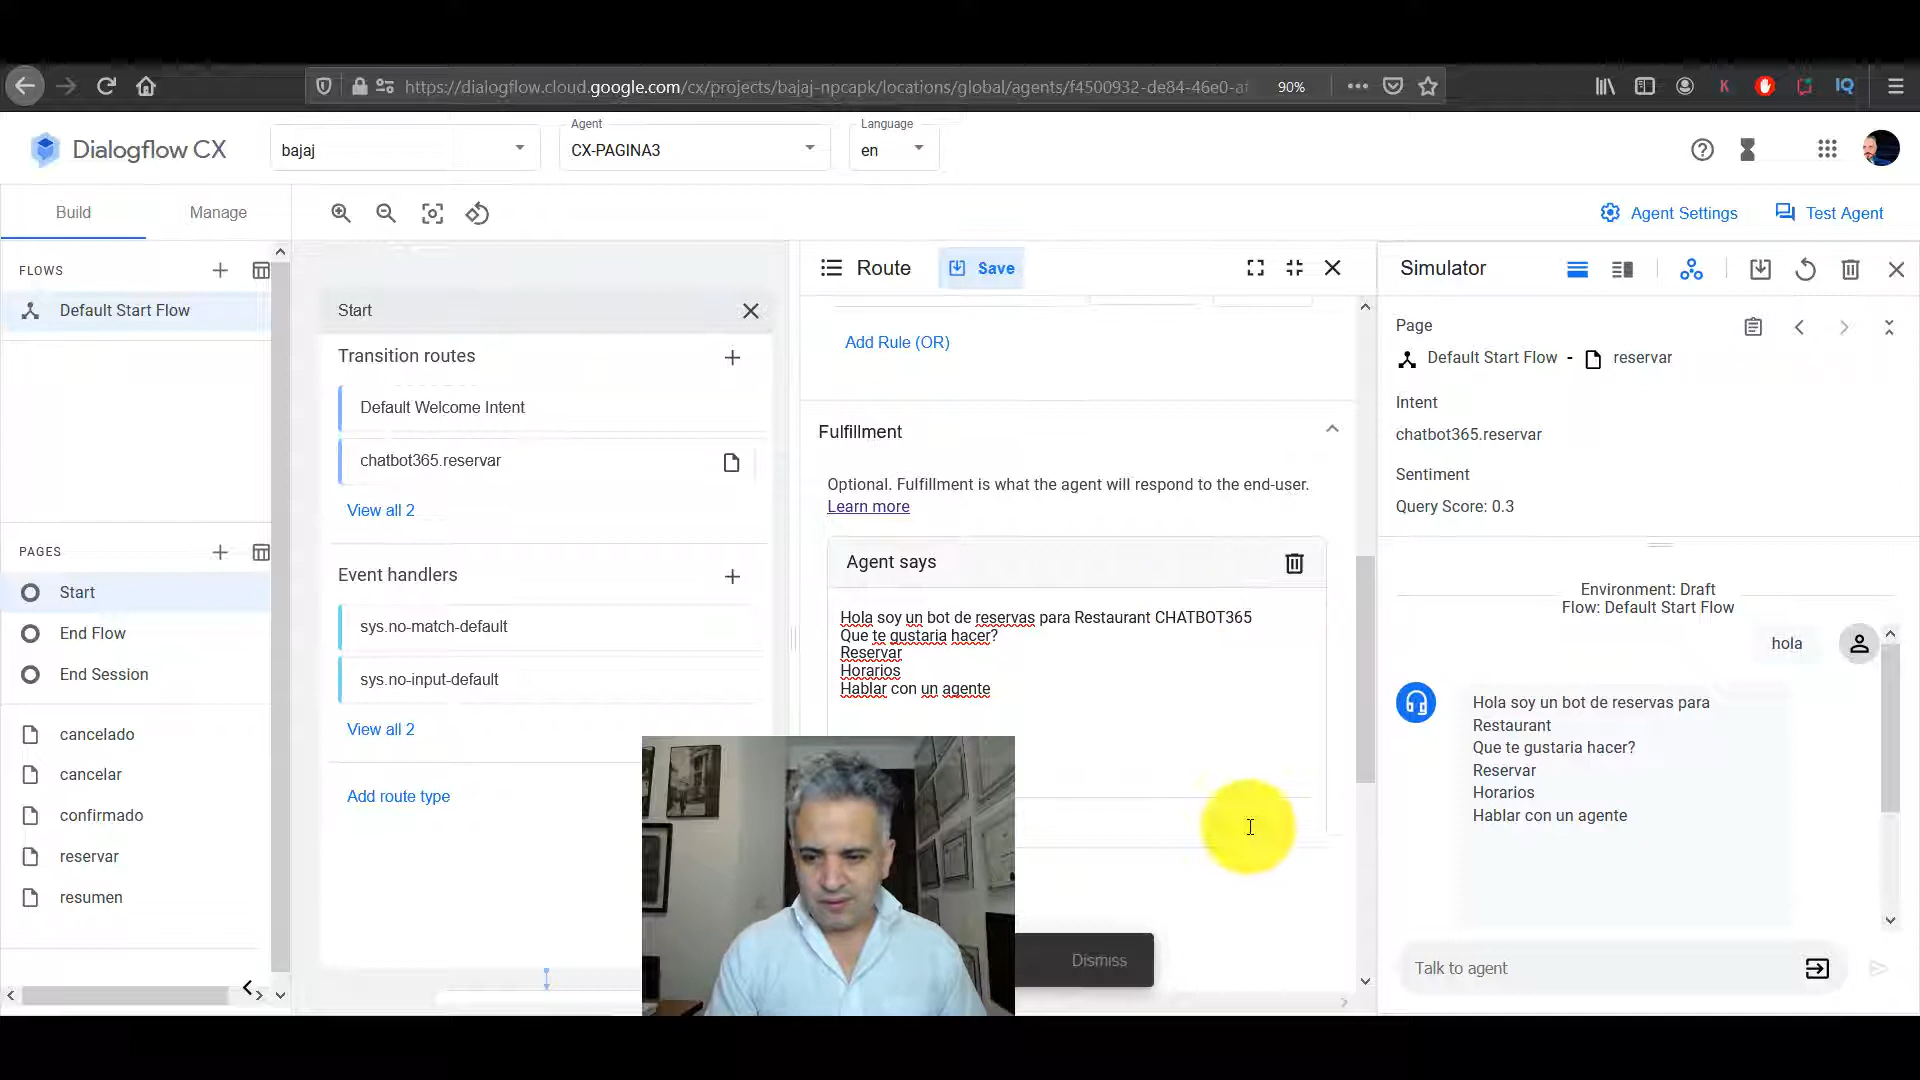 https://dialogflow.cloud.google.com/cx/projects/bajaj-npcapk/locations/global/agents/f4500932-de84-46e0-af
90%
K
IQ
Dialogflow CX
bajaj
Agent
CX-PAGINA3
Language
en
Build
Manage
Agent Settings
Test Agent
FLOWS
Default Start Flow
PAGES
Start
End Flow
End Session
cancelado
cancelar
confirmado
reservar
resumen
Start
Transition routes
Default Welcome Intent
chatbot365.reservar
View all 2
Event handlers
sys.no-match-default
sys.no-input-default
View all 2
Add route type
Route
Save
Add Rule (OR)
Fulfillment
Optional. Fulfillment is what the agent will respond to the end-user.
Learn more
Agent says
Hola soy un bot de reservas para Restaurant CHATBOT365
Que te gustaria hacer?
Reservar
Horarios
Hablar con un agente
Dismiss
Simulator
Page
Default Start Flow - reservar
Intent
chatbot365.reservar
Sentiment
Query Score: 0.3
Environment: Draft
Flow: Default Start Flow
hola
Hola soy un bot de reservas para
Restaurant
Que te gustaria hacer?
Reservar
Horarios
Hablar con un agente
Talk to agent